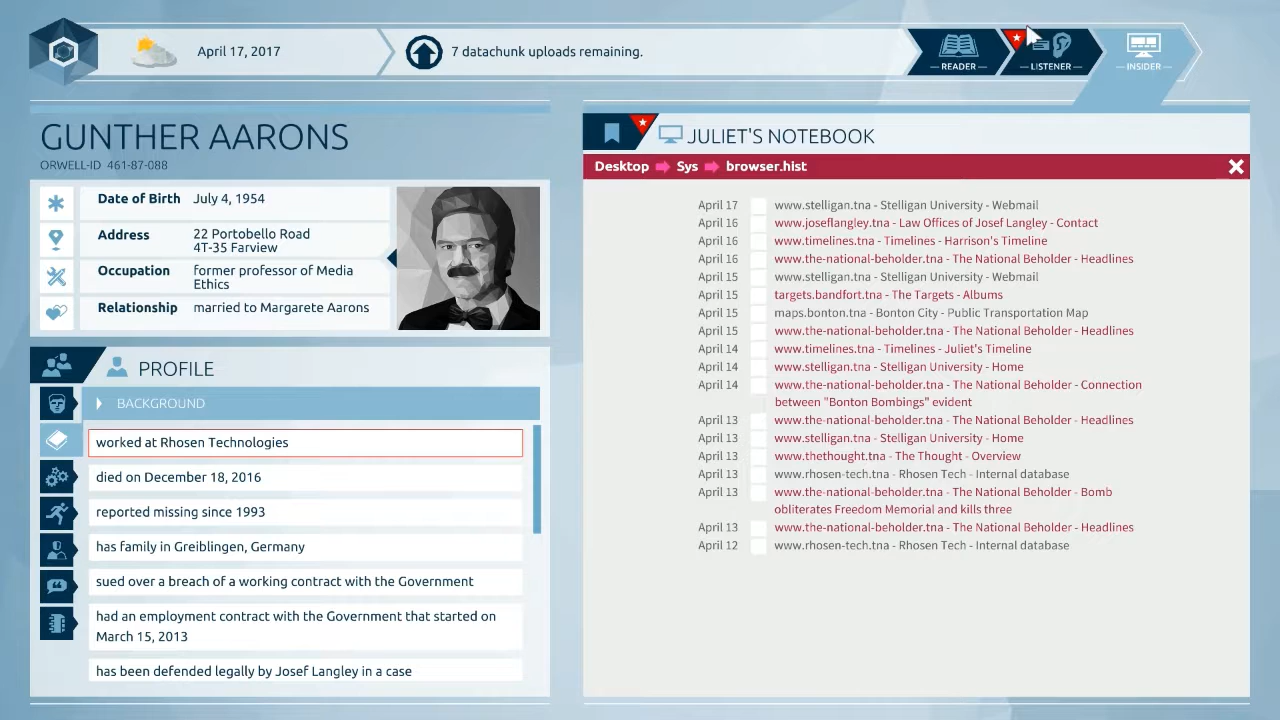 April 17, 2017
7 datachunk uploads remaining.
— READER —
— LISTENER —
— INSIDER —
GUNTHER AARONS
ORWELL-ID 461-87-088
Date of Birth July 4, 1954
Address 22 Portobello Road
4T-35 Farview
Occupation former professor of Media
Ethics
Relationship married to Margarete Aarons
PROFILE
BACKGROUND
worked at Rhosen Technologies
died on December 18, 2016
reported missing since 1993
has family in Greiblingen, Germany
sued over a breach of a working contract with the Government
had an employment contract with the Government that started on
March 15, 2013
has been defended legally by Josef Langley in a case
JULIET'S NOTEBOOK
Desktop Sys browser.hist
April 17 www.stelligan.tna - Stelligan University - Webmail
April 16 www.joseflangley.tna - Law Offices of Josef Langley - Contact
April 16 www.timelines.tna - Timelines - Harrison's Timeline
April 16 www.the-national-beholder.tna - The National Beholder - Headlines
April 15 www.stelligan.tna - Stelligan University - Webmail
April 15 targets.bandfort.tna - The Targets - Albums
April 15 maps.bonton.tna - Bonton City - Public Transportation Map
April 15 www.the-national-beholder.tna - The National Beholder - Headlines
April 14 www.timelines.tna - Timelines - Juliet's Timeline
April 14 www.stelligan.tna - Stelligan University - Home
April 14 www.the-national-beholder.tna - The National Beholder - Connection
between "Bonton Bombings" evident
April 13 www.the-national-beholder.tna - The National Beholder - Headlines
April 13 www.stelligan.tna - Stelligan University - Home
April 13 www.thethought.tna - The Thought - Overview
April 13 www.rhosen-tech.tna - Rhosen Tech - Internal database
April 13 www.the-national-beholder.tna - The National Beholder - Bomb
obliterates Freedom Memorial and kills three
April 13 www.the-national-beholder.tna - The National Beholder - Headlines
April 12 www.rhosen-tech.tna - Rhosen Tech - Internal database